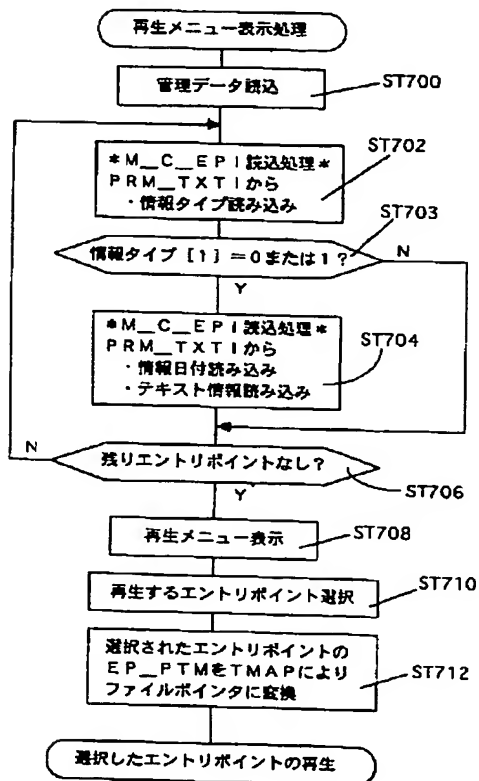 再生メニュー表示処理
管理データ読込
ST700
*M__C__EPI読込処理*
PRM__TXTIから
・情報タイプ読み込み
ST702
情報タイプ[1]=0または1?
ST703
N
Y
*M__C__EPI読込処理*
PRM__TXTIから
・情報日付読み込み
・テキスト情報読み込み
ST704
残りエントリポイントなし?
N
ST706
Y
再生メニュー表示
ST708
再生するエントリポイント選択
ST710
選択されたエントリポイントの
EP__PTMをTMAPにより
ファイルポインタに変換
ST712
選択したエントリポイントの再生